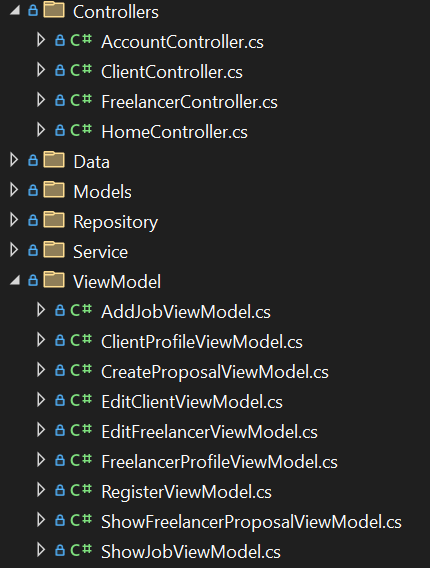 Controllers
C# AccountController.cs
C# ClientController.cs
C# FreelancerController.cs
C# HomeController.cs
Data
Models
Repository
Service
ViewModel
C# AddJobViewModel.cs
C# ClientProfileViewModel.cs
C# CreateProposalViewModel.cs
C# EditClientViewModel.cs
C# EditFreelancerViewModel.cs
C# FreelancerProfileViewModel.cs
C# RegisterViewModel.cs
C# ShowFreelancerProposalViewModel.cs
C# ShowJobViewModel.cs